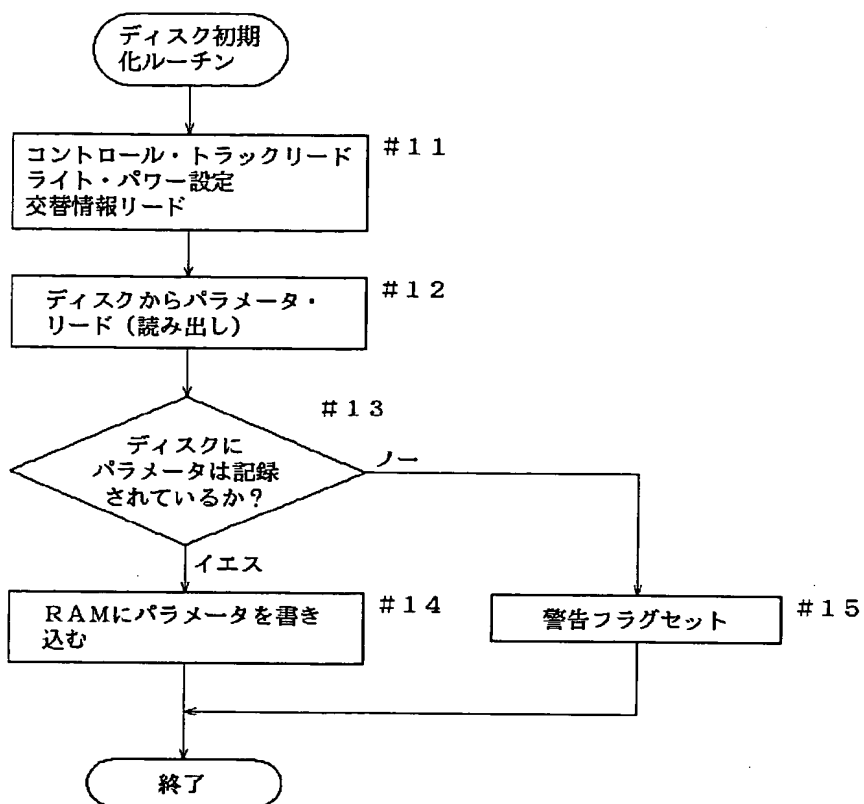 ディスク初期
化ルーチン
コントロール・トラックリード
ライト・パワー設定
交替情報リード
#11
ディスクからパラメータ・
リード(読み出し)
#12
#13
ディスクに
パラメータは記録
されているか?
ノー
イエス
RAMにパラメータを書き
込む
#14
警告フラグセット
#15
終了